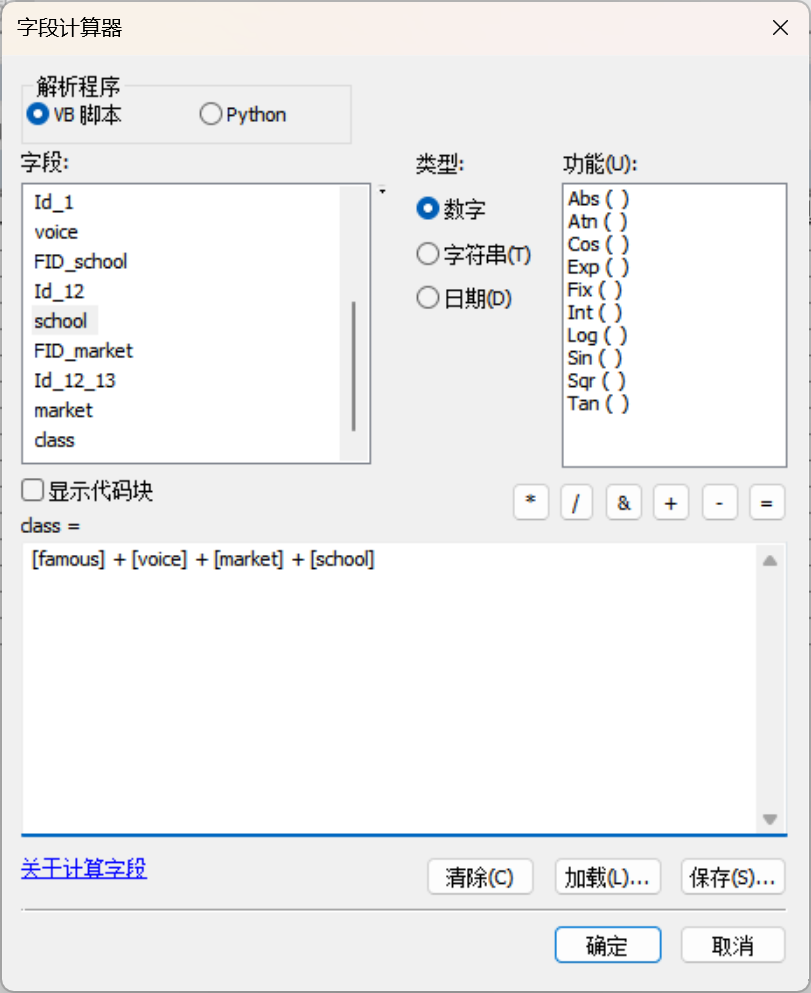 字段计算器
解析程序
VB 脚本
Python
字段:
类型:
功能(U):
Id_1
voice
FID_school
Id_12
school
FID_market
Id_12_13
market
class
数字
字符串(T)
日期(D)
Abs ( )
Atn ( )
Cos ( )
Exp ( )
Fix ( )
Int ( )
Log ( )
Sin ( )
Sqr ( )
Tan ( )
显示代码块
* / & + - =
class =
[famous] + [voice] + [market] + [school]
关于计算字段
清除(C)
加载(L)...
保存(S)...
确定
取消